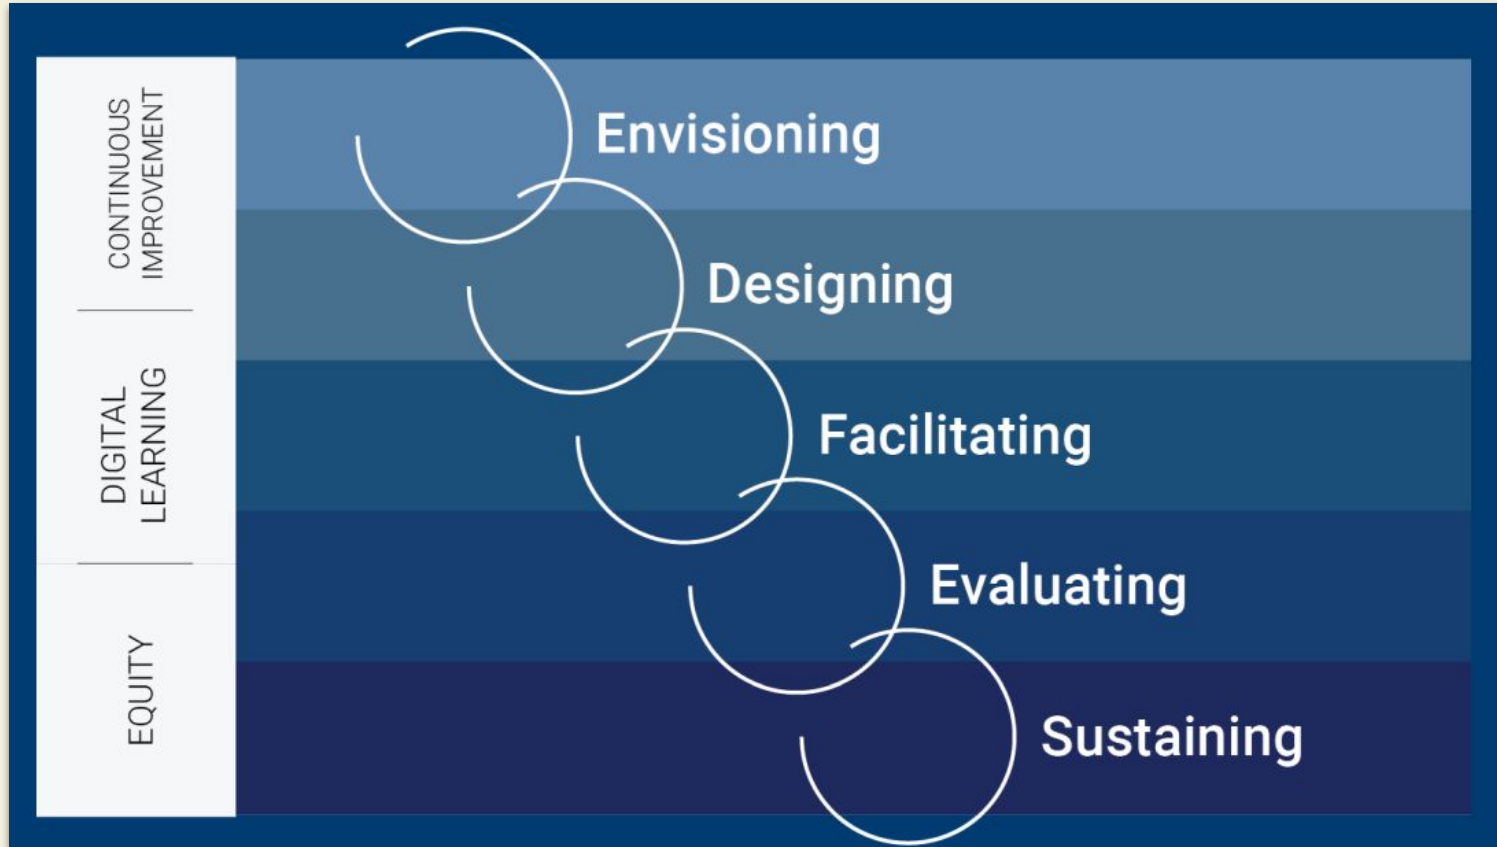 CONTINUOUS
IMPROVEMENT
DIGITAL
LEARNING
EQUITY
Envisioning
Designing
Facilitating
Evaluating
Sustaining